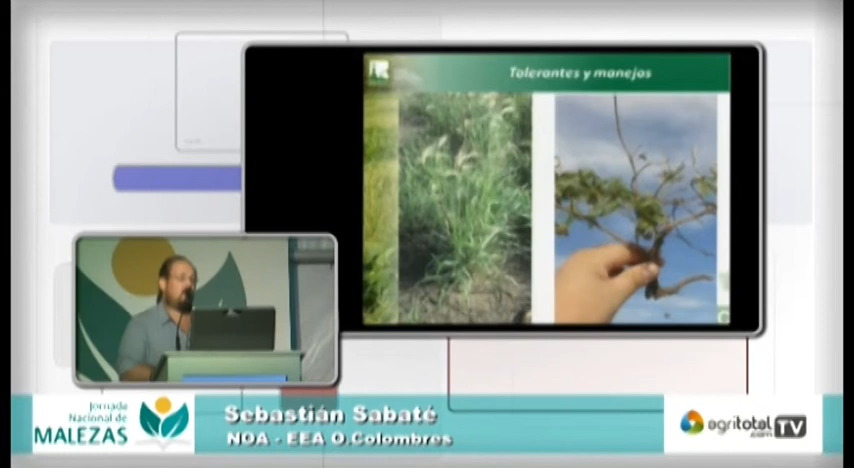 Tolerantes y manejos
Jornada
Nacional de
MALEZAS
Sebastián Sabaté
NOA - EEA O.Colombres
agritotal
.com
TV